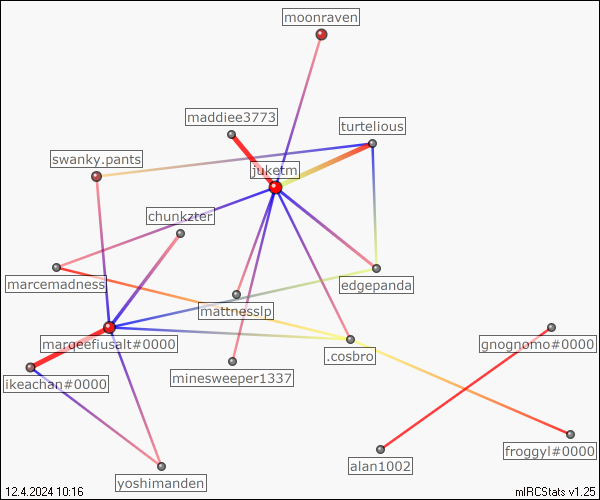 moonraven
maddiee3773
turtelious
swanky.pants
juketm
chunkzter
marcemadness
edgepanda
mattnesslp
marqeefiusalt#0000
gnognomo#0000
.cosbro
minesweeper1337
ikeachan#0000
froggyl#0000
alan1002
yoshimanden
12.4.2024 10:16
mIRCStats v1.25